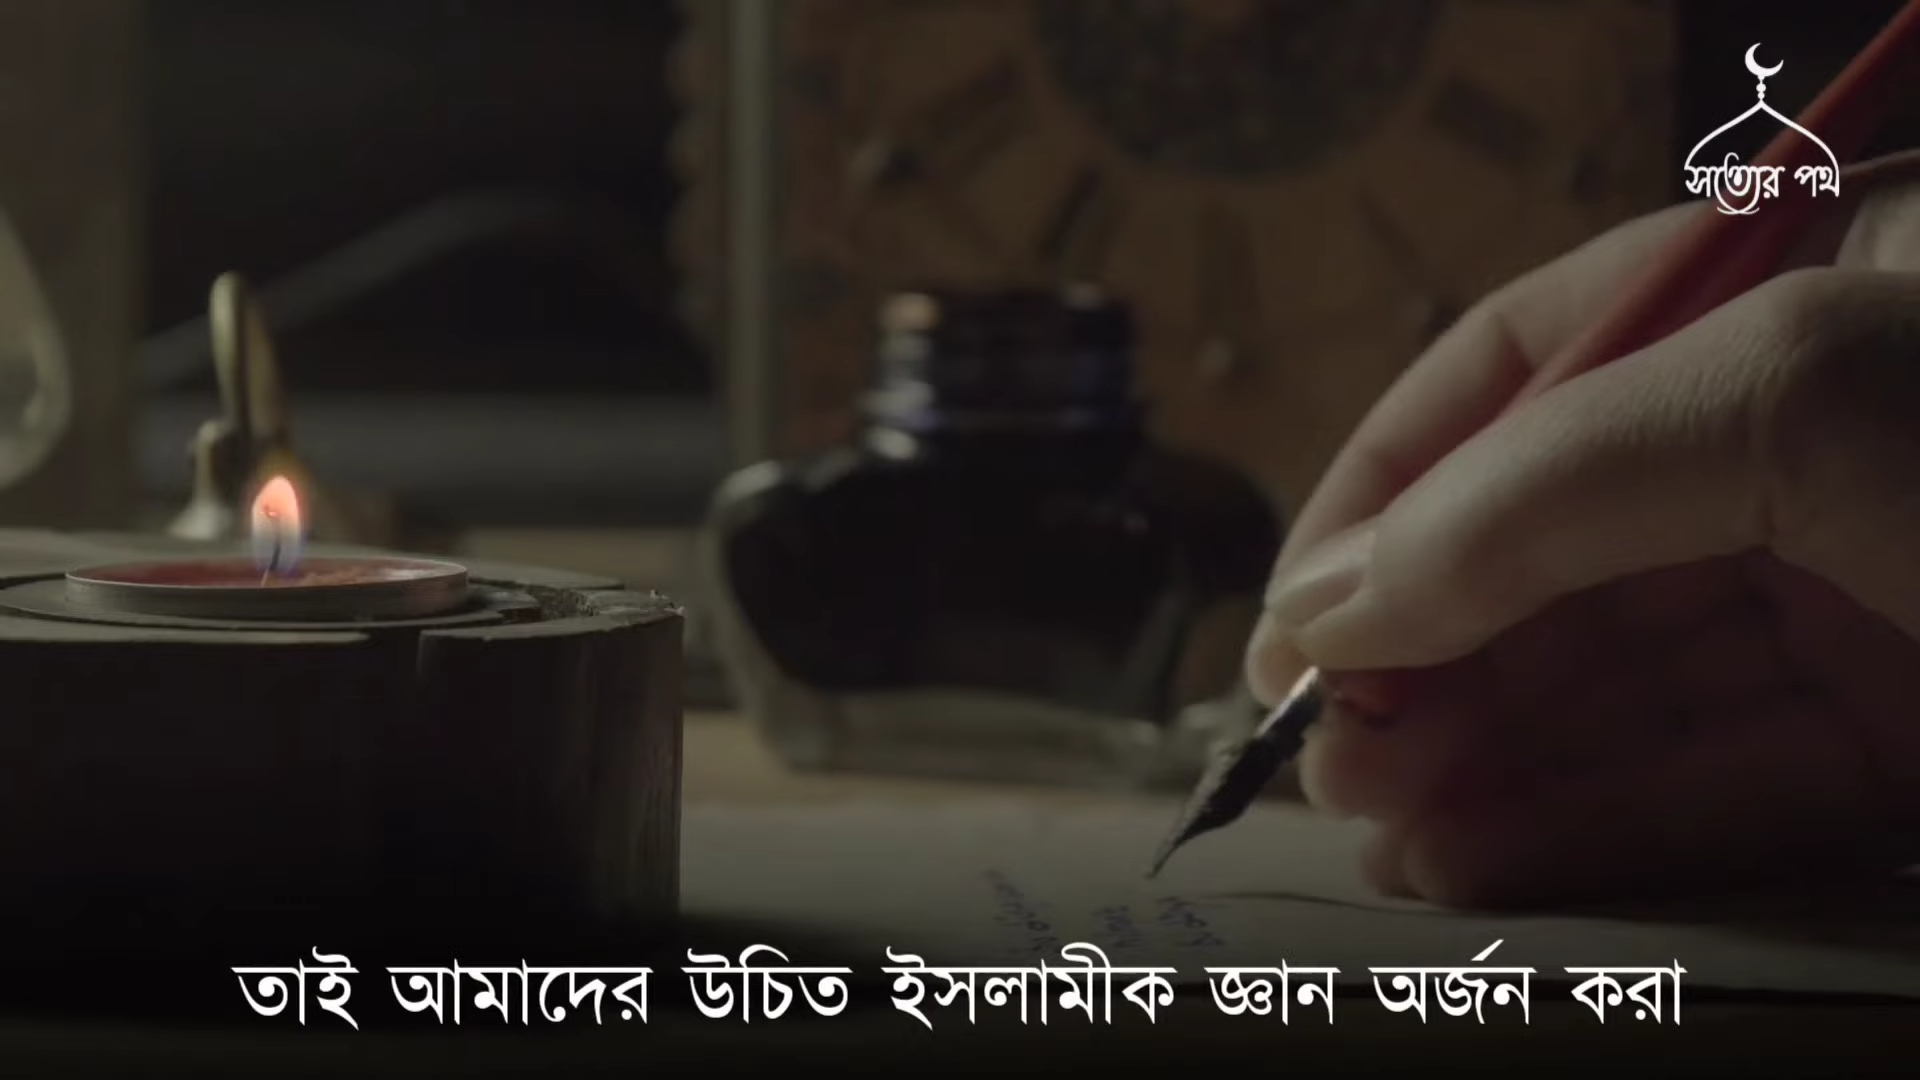 সত্যের পথ
তাই আমাদের উচিত ইসলামীক জ্ঞান অর্জন করা